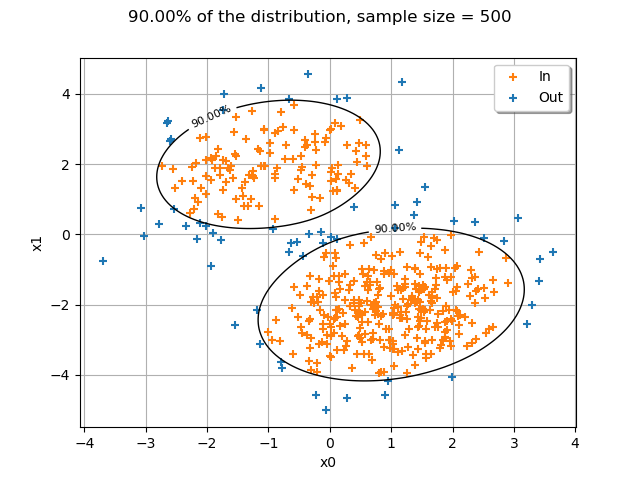 90.00% of the distribution, sample size = 500
In
Out
90.00%
90.00%
x1
4
2
0
−2
−4
−4 −3 −2 −1 0 1 2 3 4
x0